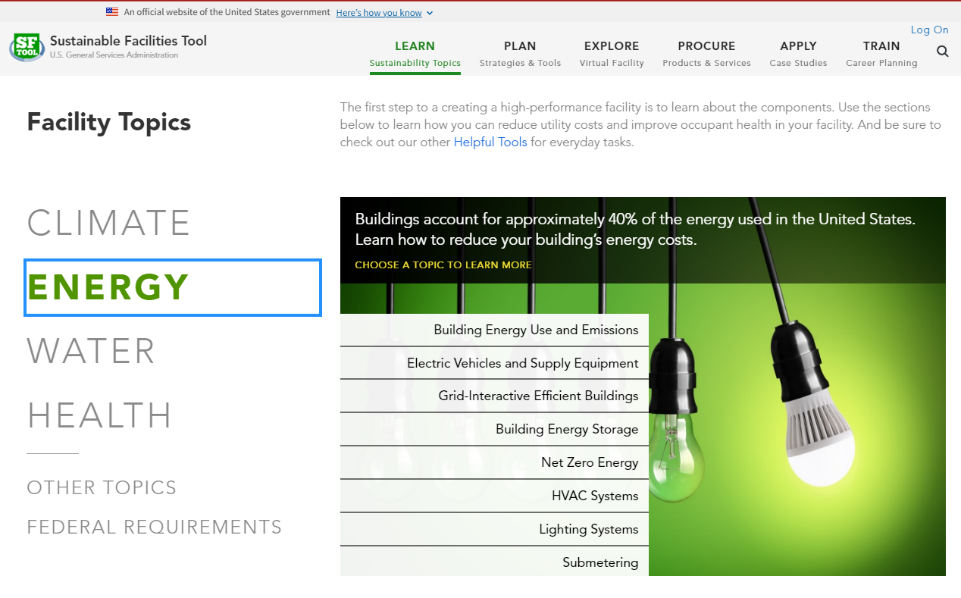 An official website of the United States government Here's how you know
Log On
SF TOOL
Sustainable Facilities Tool
U.S. General Services Administration
LEARN
Sustainability Topics
PLAN
Strategies & Tools
EXPLORE
Virtual Facility
PROCURE
Products & Services
APPLY
Case Studies
TRAIN
Career Planning
Facility Topics
The first step to a creating a high-performance facility is to learn about the components. Use the sections
below to learn how you can reduce utility costs and improve occupant health in your facility. And be sure to
check out our other Helpful Tools for everyday tasks.
CLIMATE
ENERGY
WATER
HEALTH
OTHER TOPICS
FEDERAL REQUIREMENTS
Buildings account for approximately 40% of the energy used in the United States.
Learn how to reduce your building's energy costs.
CHOOSE A TOPIC TO LEARN MORE
Building Energy Use and Emissions
Electric Vehicles and Supply Equipment
Grid-Interactive Efficient Buildings
Building Energy Storage
Net Zero Energy
HVAC Systems
Lighting Systems
Submetering